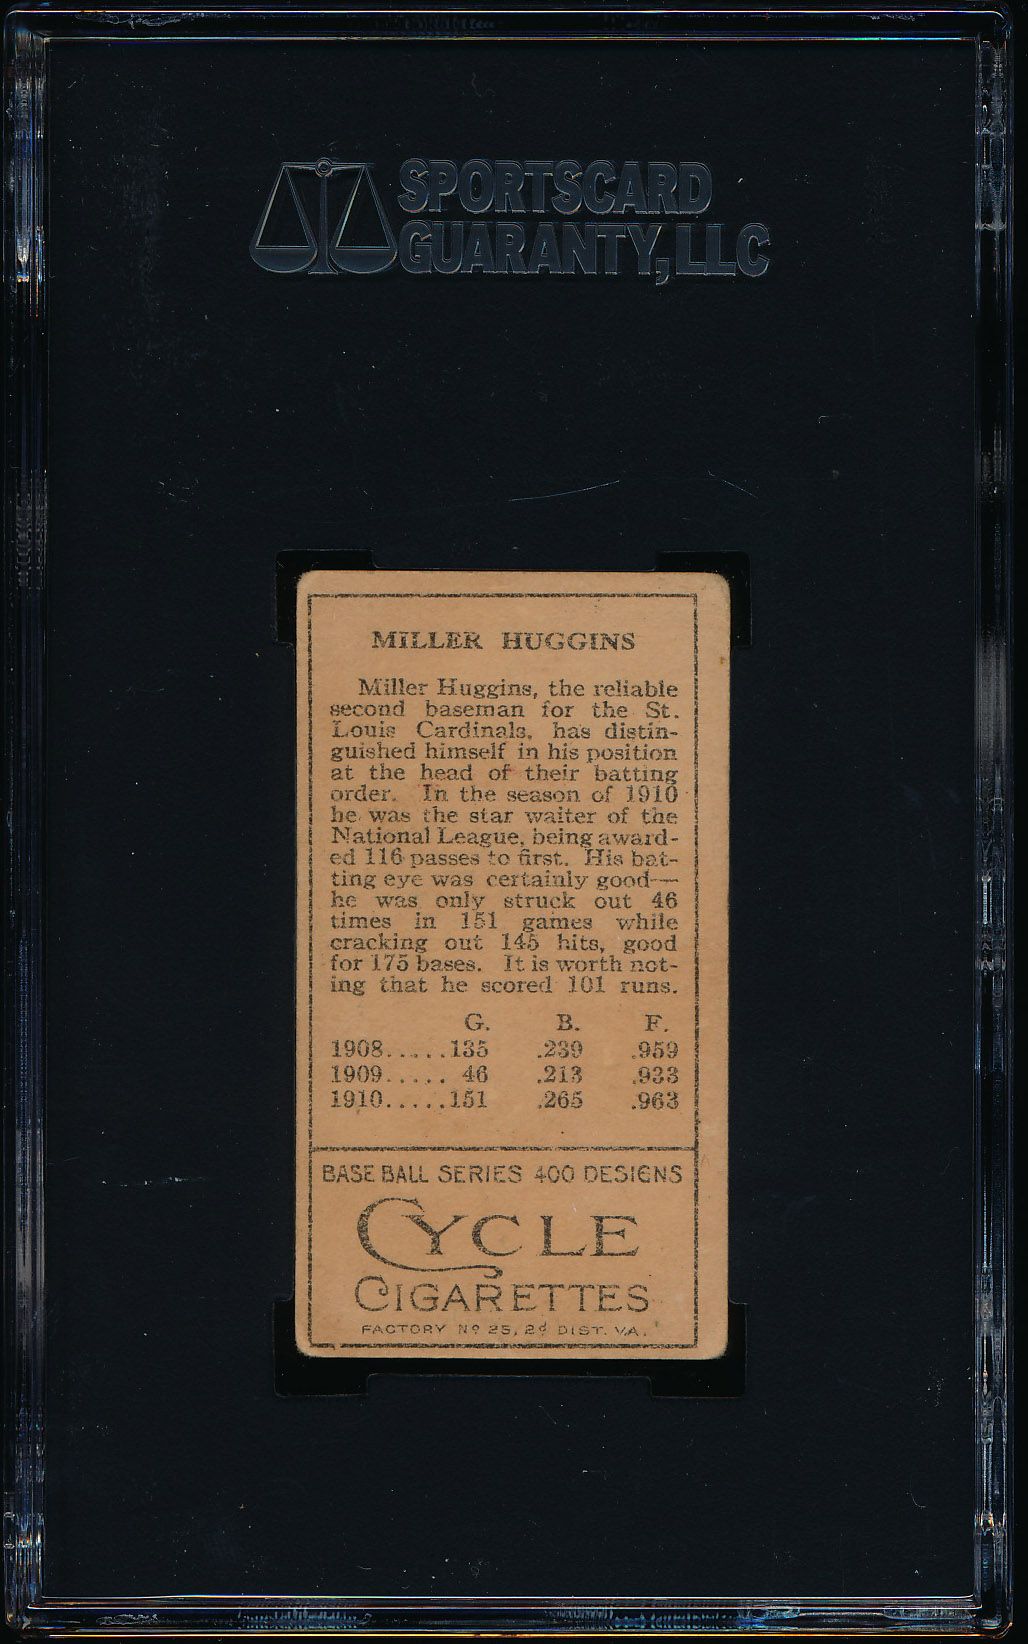 SPORTSCARD
GUARANTY, LLC
MILLER HUGGINS
Miller Huggins, the reliable
second baseman for the St.
Louis Cardinals, has distin-
guished himself in his position
at the head of their batting
order. In the season of 1910
he was the star waiter of the
National League, being award-
ed 116 passes to first. His bat-
ting eye was certainly good—
he was only struck out 46
times in 151 games while
cracking out 145 hits, good
for 175 bases. It is worth not-
ing that he scored 101 runs.
G. B. F.
1908.....135 .239 .959
1909..... 46 .213 .933
1910.....151 .265 .963
BASE BALL SERIES 400 DESIGNS
CYCLE
CIGARETTES
FACTORY Nº 25, 2d DIST. VA.